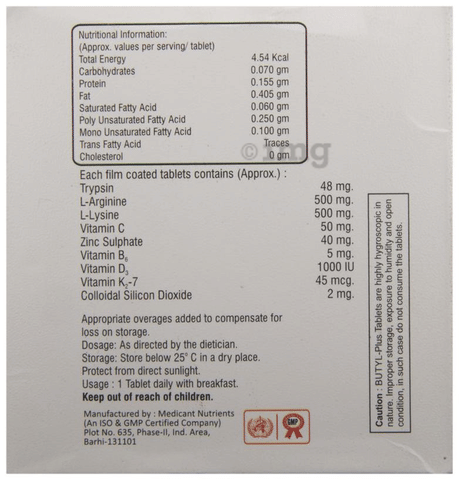 Nutritional Information:
(Approx. values per serving/ tablet)
Total Energy 4.54 Kcal
Carbohydrates 0.070 gm
Protein 0.155 gm
Fat 0.405 gm
Saturated Fatty Acid 0.060 gm
Poly Unsaturated Fatty Acid 0.250 gm
Mono Unsaturated Fatty Acid 0.100 gm
Trans Fatty Acid Traces
Cholesterol 0 gm
© 1mg
Each film coated tablets contains (Approx.) :
Trypsin 48 mg.
L-Arginine 500 mg.
L-Lysine 500 mg.
Vitamin C 50 mg.
Zinc Sulphate 40 mg.
Vitamin B₆ 5 mg.
Vitamin D₃ 1000 IU
Vitamin K₂-7 45 mcg.
Colloidal Silicon Dioxide 2 mg.
Appropriate overages added to compensate for
loss on storage.
Dosage: As directed by the dietician.
Storage: Store below 25° C in a dry place.
Protect from direct sunlight.
Usage : 1 Tablet daily with breakfast.
Keep out of reach of children.
Manufactured by : Medicant Nutrients
(An ISO & GMP Certified Company)
Plot No. 635, Phase-II, Ind. Area,
Barhi-131101
GMP
Caution : BUTYL-Plus Tablets are highly hygroscopic in
nature. Improper storage, exposure to humidity and open
condition, in such case do not consume the tablets.